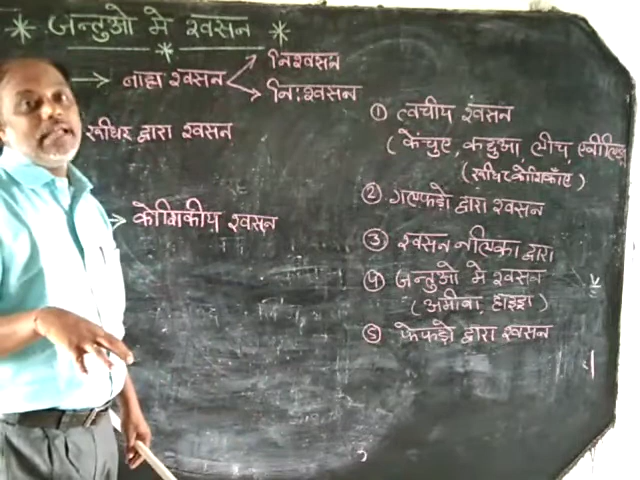 * जन्तुओ मे श्वसन *
→ बाह्य श्वसन
निश्वसन
नि:श्वसन
रूधिर द्वारा श्वसन
→ कोशिकीय श्वसन
① त्वचीय श्वसन
( केंचुए, कछुआ, लीच,
(रूधिर केशिकाँए )
② गलफड़ो द्वारा श्वसन
③ श्वसन नलिका द्वारा
④ जन्तुओ मे श्वसन
(अमीबा, हाइड्रा)
⑤ फेफड़ो द्वारा श्वसन